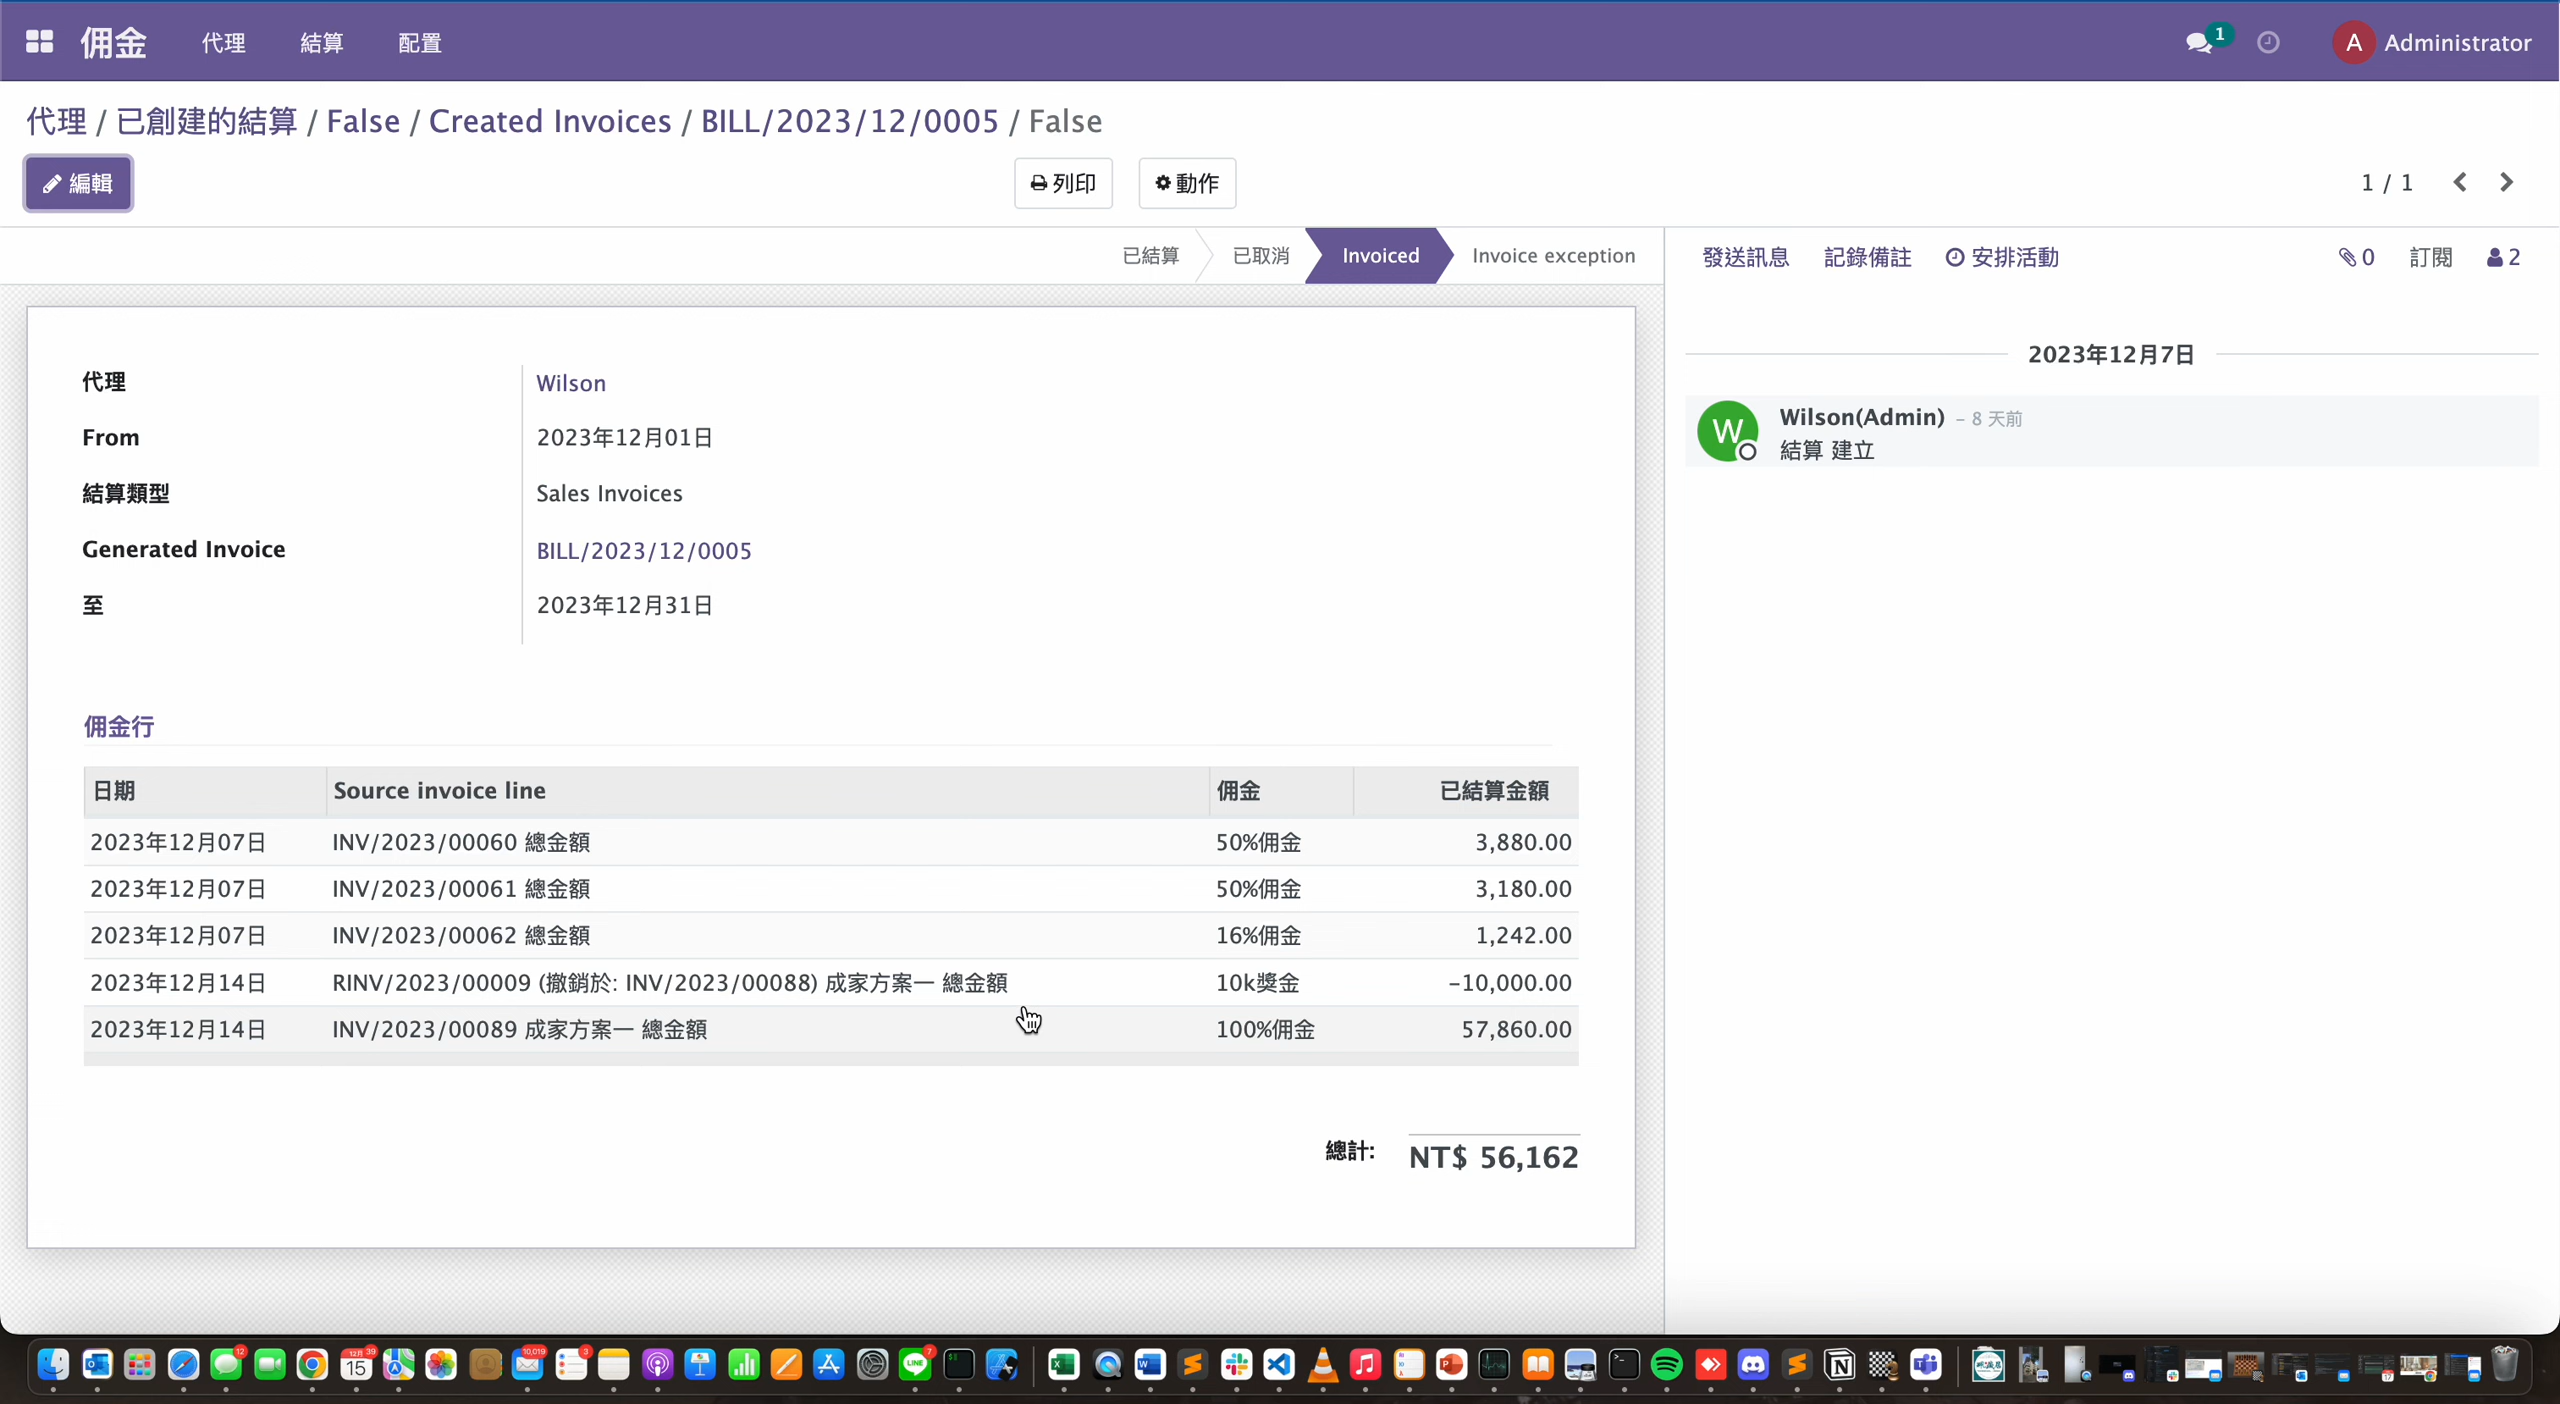 佣金 代理 結算 配置 1 A Administrator
代理 / 已創建的結算 / False / Created Invoices / BILL/2023/12/0005 / False
編輯 列印 動作 1 / 1
已結算 已取消 Invoiced Invoice exception
發送訊息 記錄備註 安排活動 0 訂閱 2
代理 Wilson
From 2023年12月01日
結算類型 Sales Invoices
Generated Invoice BILL/2023/12/0005
至 2023年12月31日
佣金行
日期 Source invoice line 佣金 已結算金額
2023年12月07日 INV/2023/00060 總金額 50%佣金 3,880.00
2023年12月07日 INV/2023/00061 總金額 50%佣金 3,180.00
2023年12月07日 INV/2023/00062 總金額 16%佣金 1,242.00
2023年12月14日 RINV/2023/00009 (撤銷於: INV/2023/00088) 成家方案一 總金額 10k獎金 -10,000.00
2023年12月14日 INV/2023/00089 成家方案一 總金額 100%佣金 57,860.00
總計: NT$ 56,162
2023年12月7日
W Wilson(Admin) - 8 天前
結算 建立
12 12月 39 15 10,019 3 LINE 7